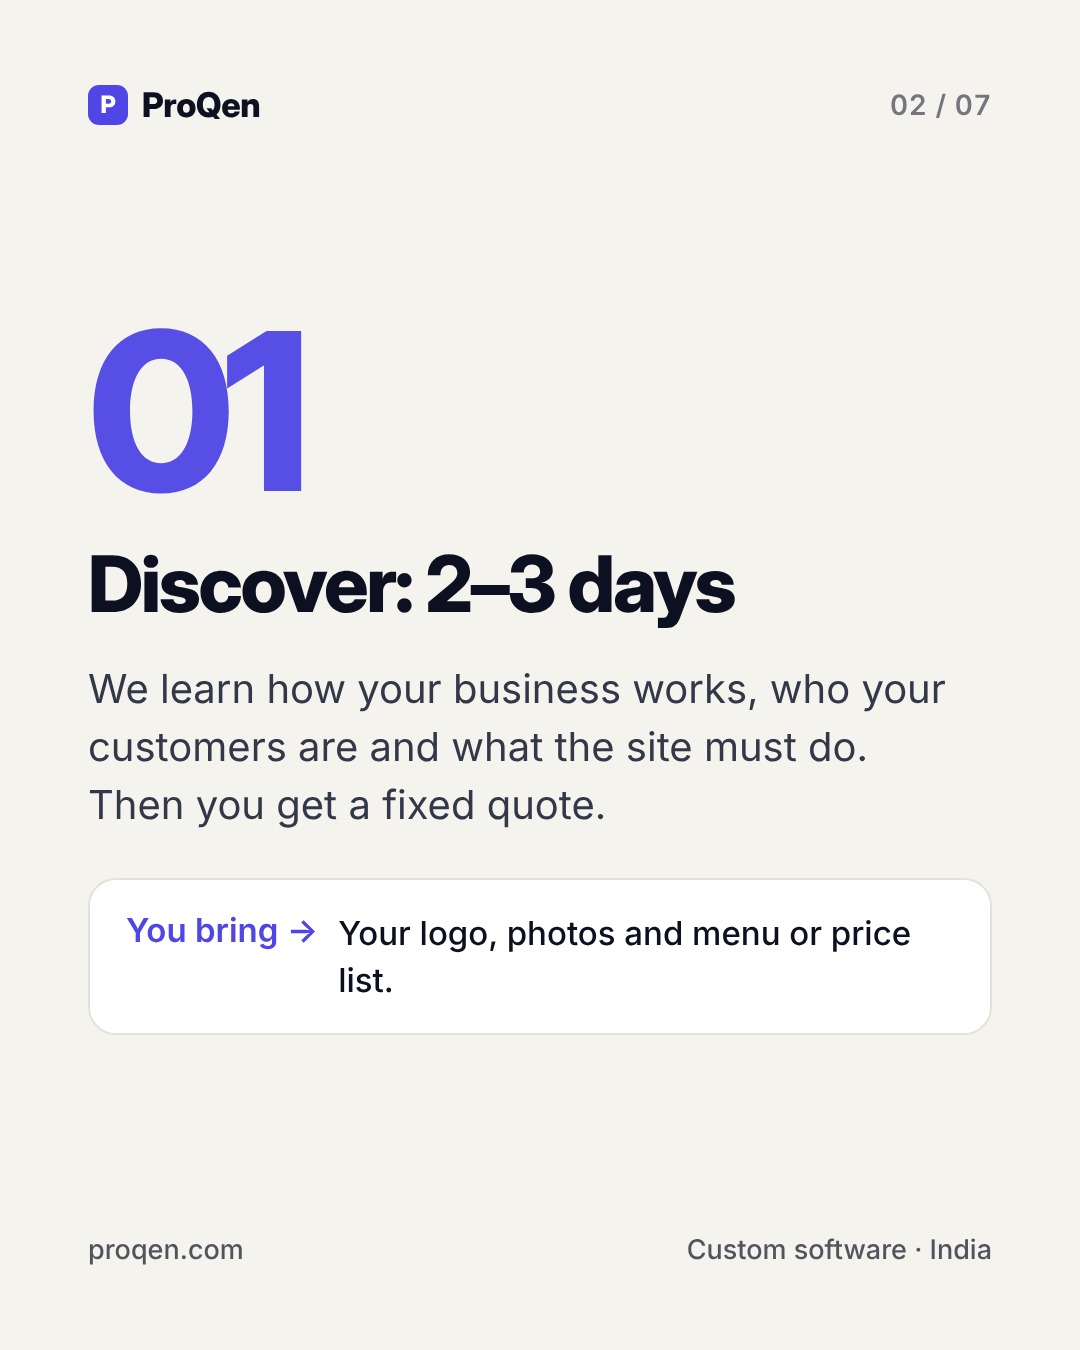 P ProQen
02 / 07
01
Discover: 2–3 days
We learn how your business works, who your
customers are and what the site must do.
Then you get a fixed quote.
You bring → Your logo, photos and menu or price
list.
proqen.com
Custom software · India